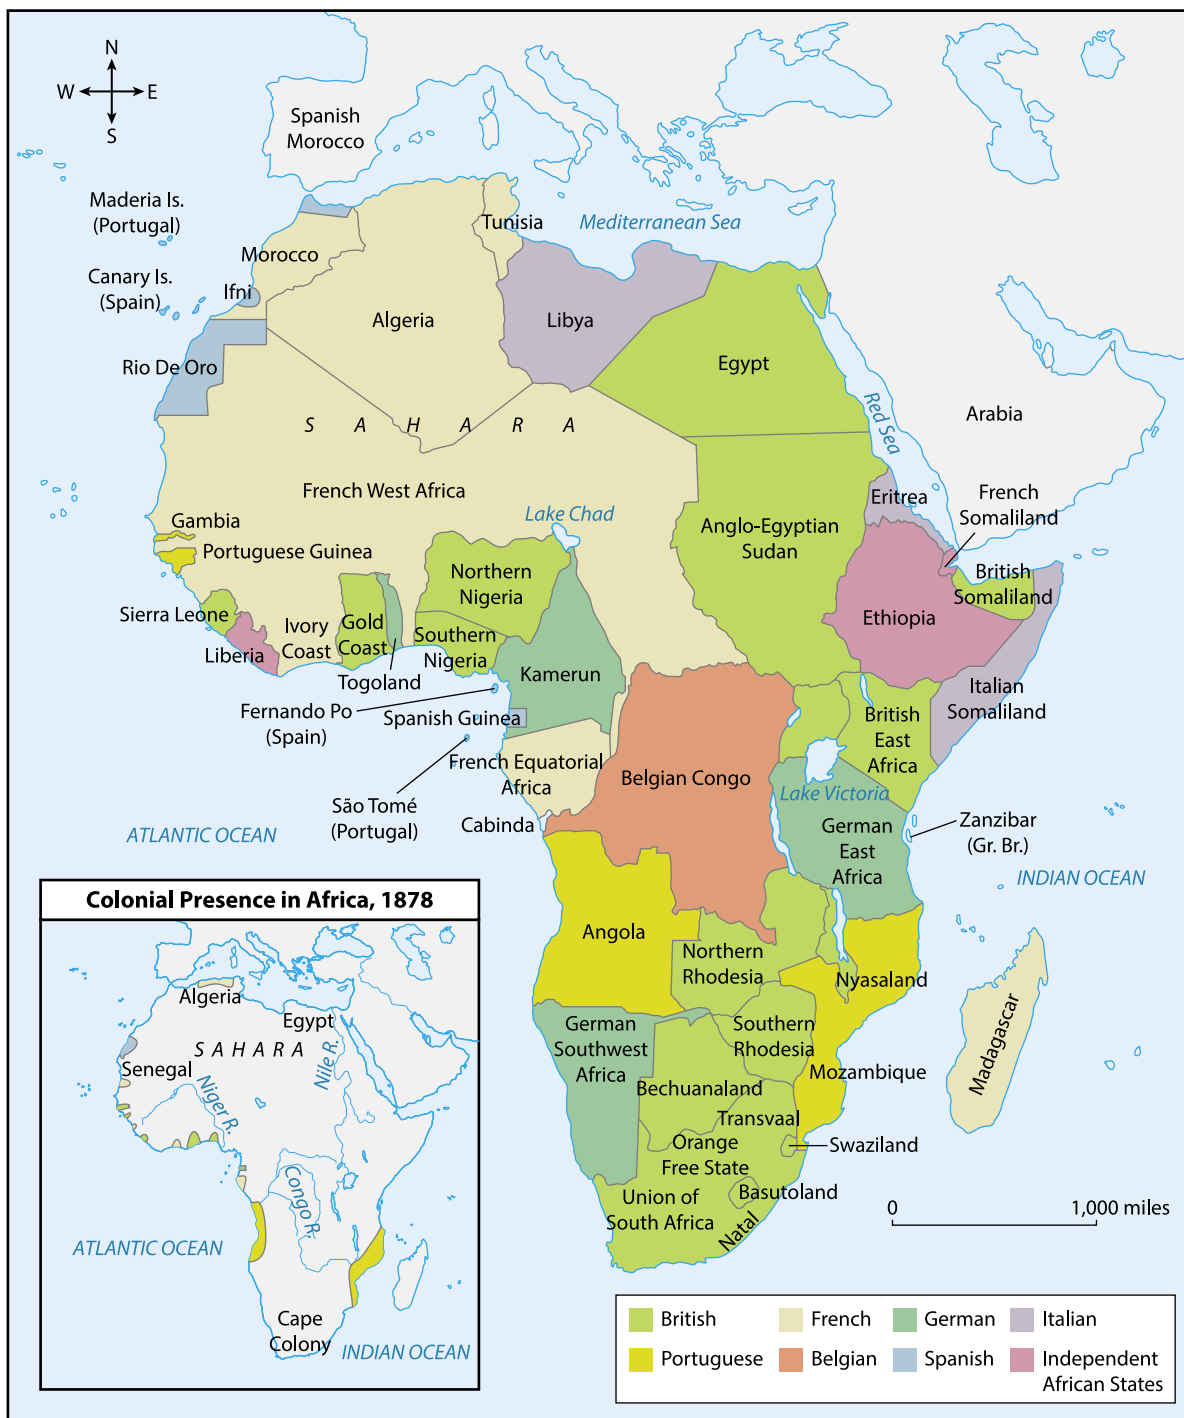 N
W
E
S
Spanish
Morocco
Maderia Is.
(Portugal)
Mediterranean Sea
Tunisia
Morocco
Canary Is.
(Spain)
Ifni
Algeria
Libya
Rio De Oro
Egypt
SAHARA
Arabia
Red Sea
French West Africa
Eritrea
French
Somaliland
Lake Chad
Gambia
Anglo-Egyptian
Sudan
Portuguese Guinea
Northern
Nigeria
British
Somaliland
Sierra Leone
Ivory
Coast
Gold
Coast
Southern
Nigeria
Ethiopia
Liberia
Togoland
Kamerun
Italian
Somaliland
Fernando Po
(Spain)
Spanish Guinea
British
East
Africa
French Equatorial
Africa
Belgian Congo
Lake Victoria
São Tomé
(Portugal)
Cabinda
German
East
Africa
Zanzibar
(Gr. Br.)
ATLANTIC OCEAN
INDIAN OCEAN
Angola
Northern
Rhodesia
Nyasaland
German
Southwest
Africa
Southern
Rhodesia
Madagascar
Mozambique
Bechuanaland
Transvaal
Orange
Free State
Swaziland
Union of
South Africa
Basutoland
Natal
0
1,000 miles
Colonial Presence in Africa, 1878
Algeria
Egypt
SAHARA
Nile R.
Senegal
Niger R.
Congo R.
ATLANTIC OCEAN
Cape
Colony
INDIAN OCEAN
British
French
German
Italian
Portuguese
Belgian
Spanish
Independent
African States